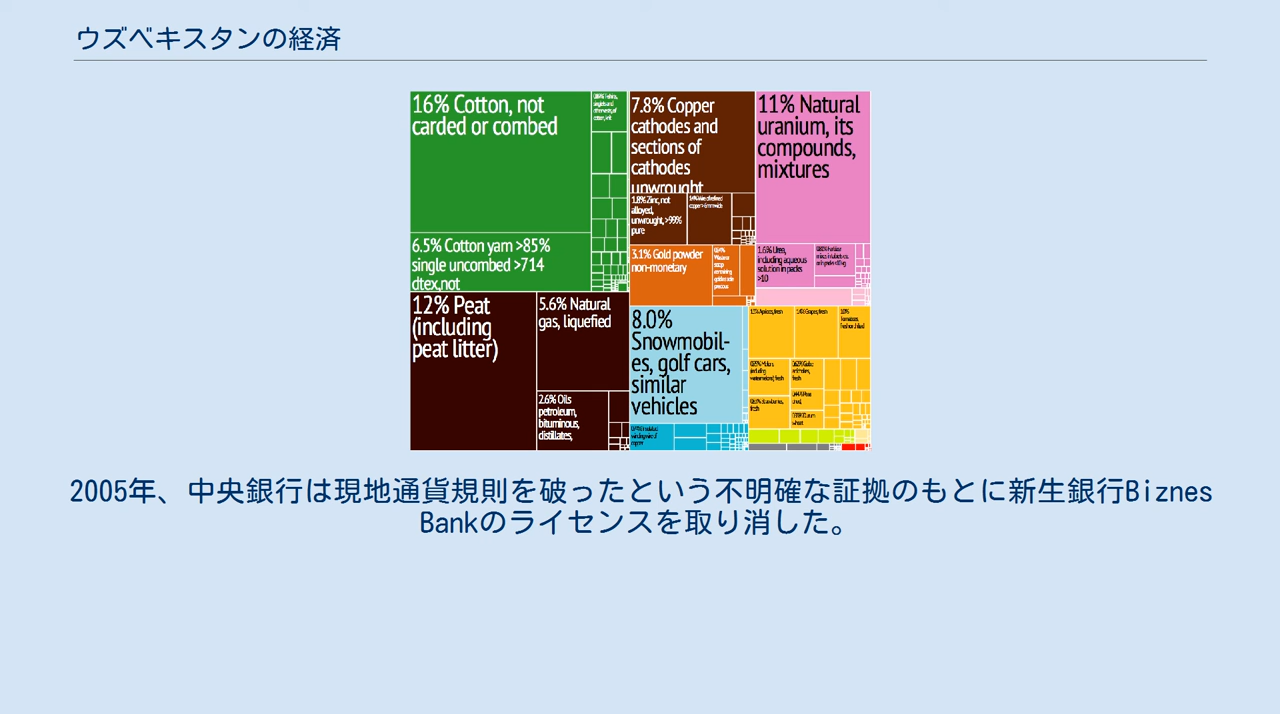 ウズベキスタンの経済
16% Cotton, not
carded or combed
6.5% Cotton yarn >85%
single uncombed >714
dtex,not
12% Peat
(including
peat litter)
5.6% Natural
gas, liquefied
2.6% Oils
petroleum,
bituminous,
distillates,
7.8% Copper
cathodes and
sections of
cathodes
unwrought
1.8% Zinc, not
alloyed,
unwrought, >99%
pure
3.1% Gold powder
non-monetary
11% Natural
uranium, its
compounds,
mixtures
1.6% Urea,
including aqueous
solution in packs
>10
8.0%
Snowmobil-
es, golf cars,
similar
vehicles
2005年、中央銀行は現地通貨規則を破ったという不明確な証拠のもとに新生銀行Biznes
Bankのライセンスを取り消した。